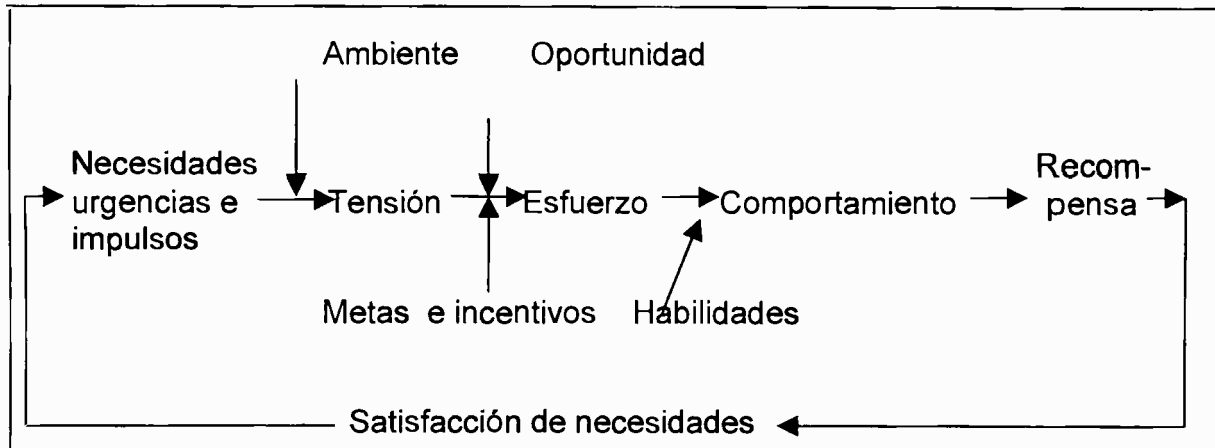 Ambiente Oportunidad
Necesidades
urgencias e
impulsos
Tensión
Esfuerzo
Comportamiento
Recom-
pensa
Metas e incentivos Habilidades
Satisfacción de necesidades